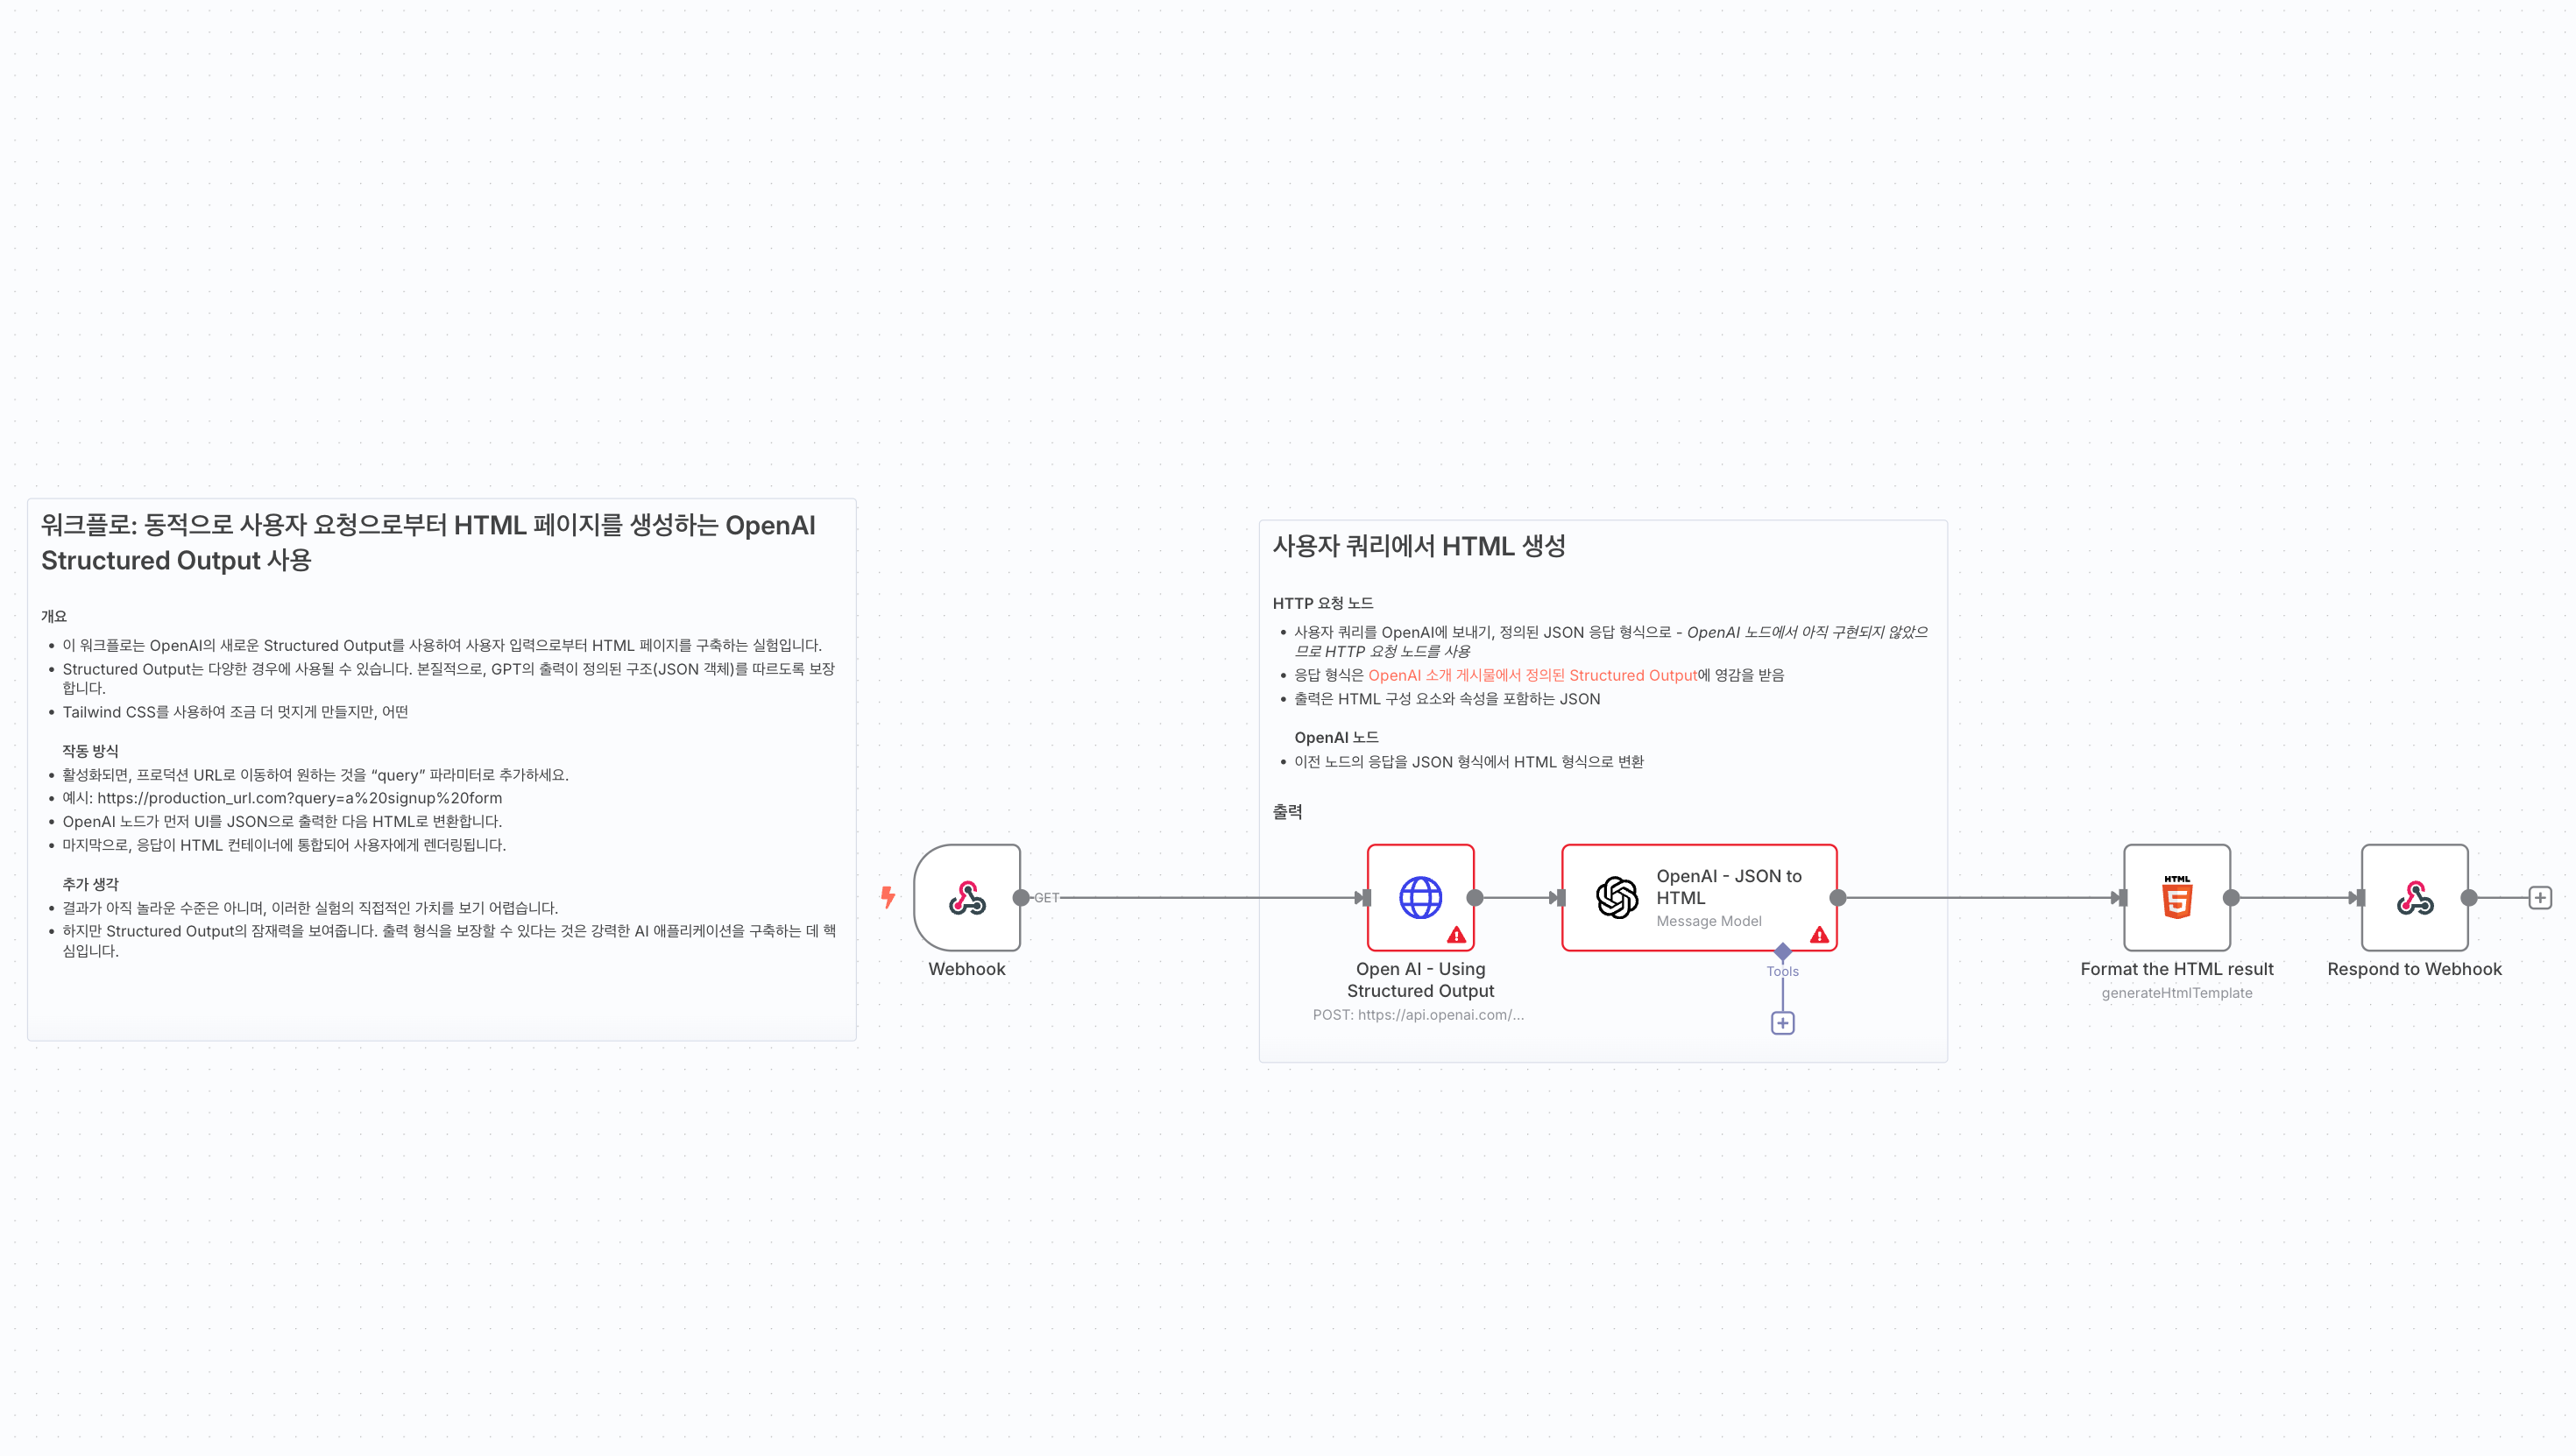 워크플로: 동적으로 사용자 요청으로부터 HTML 페이지를 생성하는 OpenAI
Structured Output 사용
개요
이 워크플로는 OpenAI의 새로운 Structured Output를 사용하여 사용자 입력으로부터 HTML 페이지를 구축하는 실험입니다.
Structured Output는 다양한 경우에 사용될 수 있습니다. 본질적으로, GPT의 출력이 정의된 구조(JSON 객체)를 따르도록 보장
합니다.
Tailwind CSS를 사용하여 조금 더 멋지게 만들지만, 어떤
작동 방식
활성화되면, 프로덕션 URL로 이동하여 원하는 것을 “query” 파라미터로 추가하세요.
예시: https://production_url.com?query=a%20signup%20form
OpenAI 노드가 먼저 UI를 JSON으로 출력한 다음 HTML로 변환합니다.
마지막으로, 응답이 HTML 컨테이너에 통합되어 사용자에게 렌더링됩니다.
추가 생각
결과가 아직 놀라운 수준은 아니며, 이러한 실험의 직접적인 가치를 보기 어렵습니다.
하지만 Structured Output의 잠재력을 보여줍니다. 출력 형식을 보장할 수 있다는 것은 강력한 AI 애플리케이션을 구축하는 데 핵
심입니다.
Webhook
GET
사용자 쿼리에서 HTML 생성
HTTP 요청 노드
사용자 쿼리를 OpenAI에 보내기, 정의된 JSON 응답 형식으로 - OpenAI 노드에서 아직 구현되지 않았으
므로 HTTP 요청 노드를 사용
응답 형식은 OpenAI 소개 게시물에서 정의된 Structured Output에 영감을 받음
출력은 HTML 구성 요소와 속성을 포함하는 JSON
OpenAI 노드
이전 노드의 응답을 JSON 형식에서 HTML 형식으로 변환
출력
Open AI - Using
Structured Output
POST: https://api.openai.com/...
OpenAI - JSON to
HTML
Message Model
Tools
HTML
5
Format the HTML result
generateHtmlTemplate
Respond to Webhook